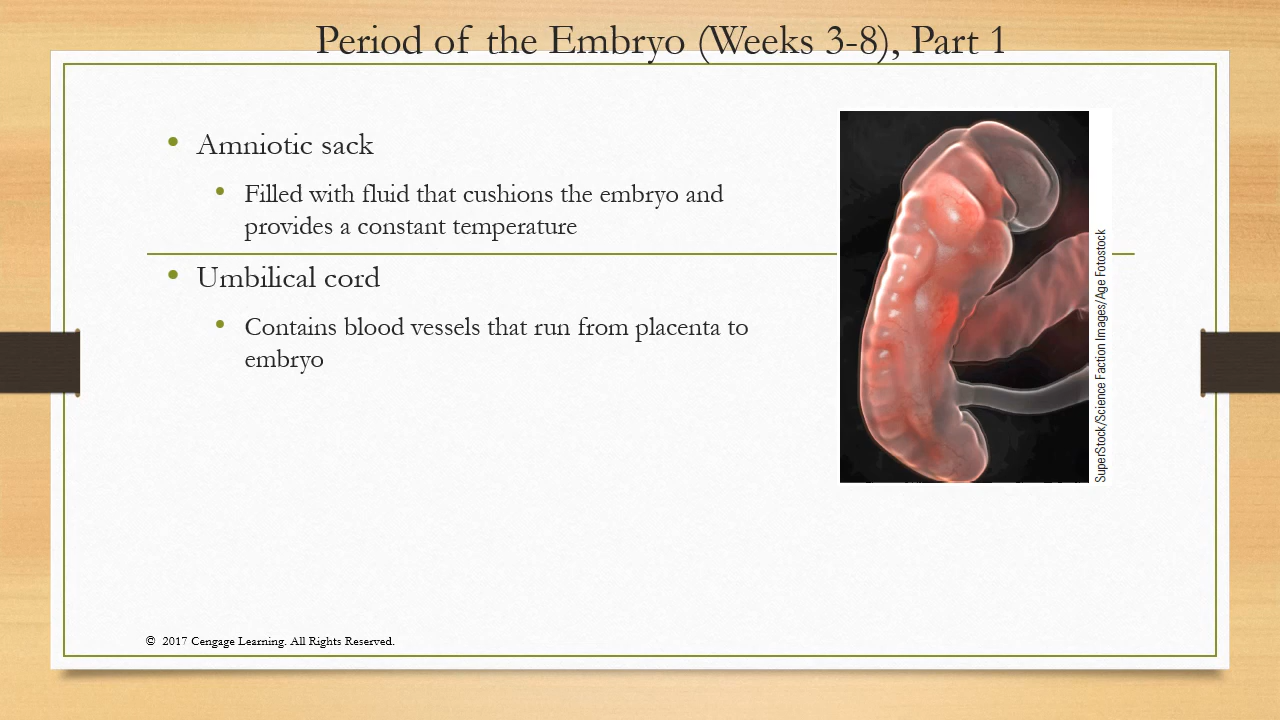 Period of the Embryo (Weeks 3-8), Part 1
• Amniotic sack
• Filled with fluid that cushions the embryo and
provides a constant temperature
• Umbilical cord
• Contains blood vessels that run from placenta to
embryo
SuperStock/Science Faction Images/Age Fotostock
© 2017 Cengage Learning. All Rights Reserved.